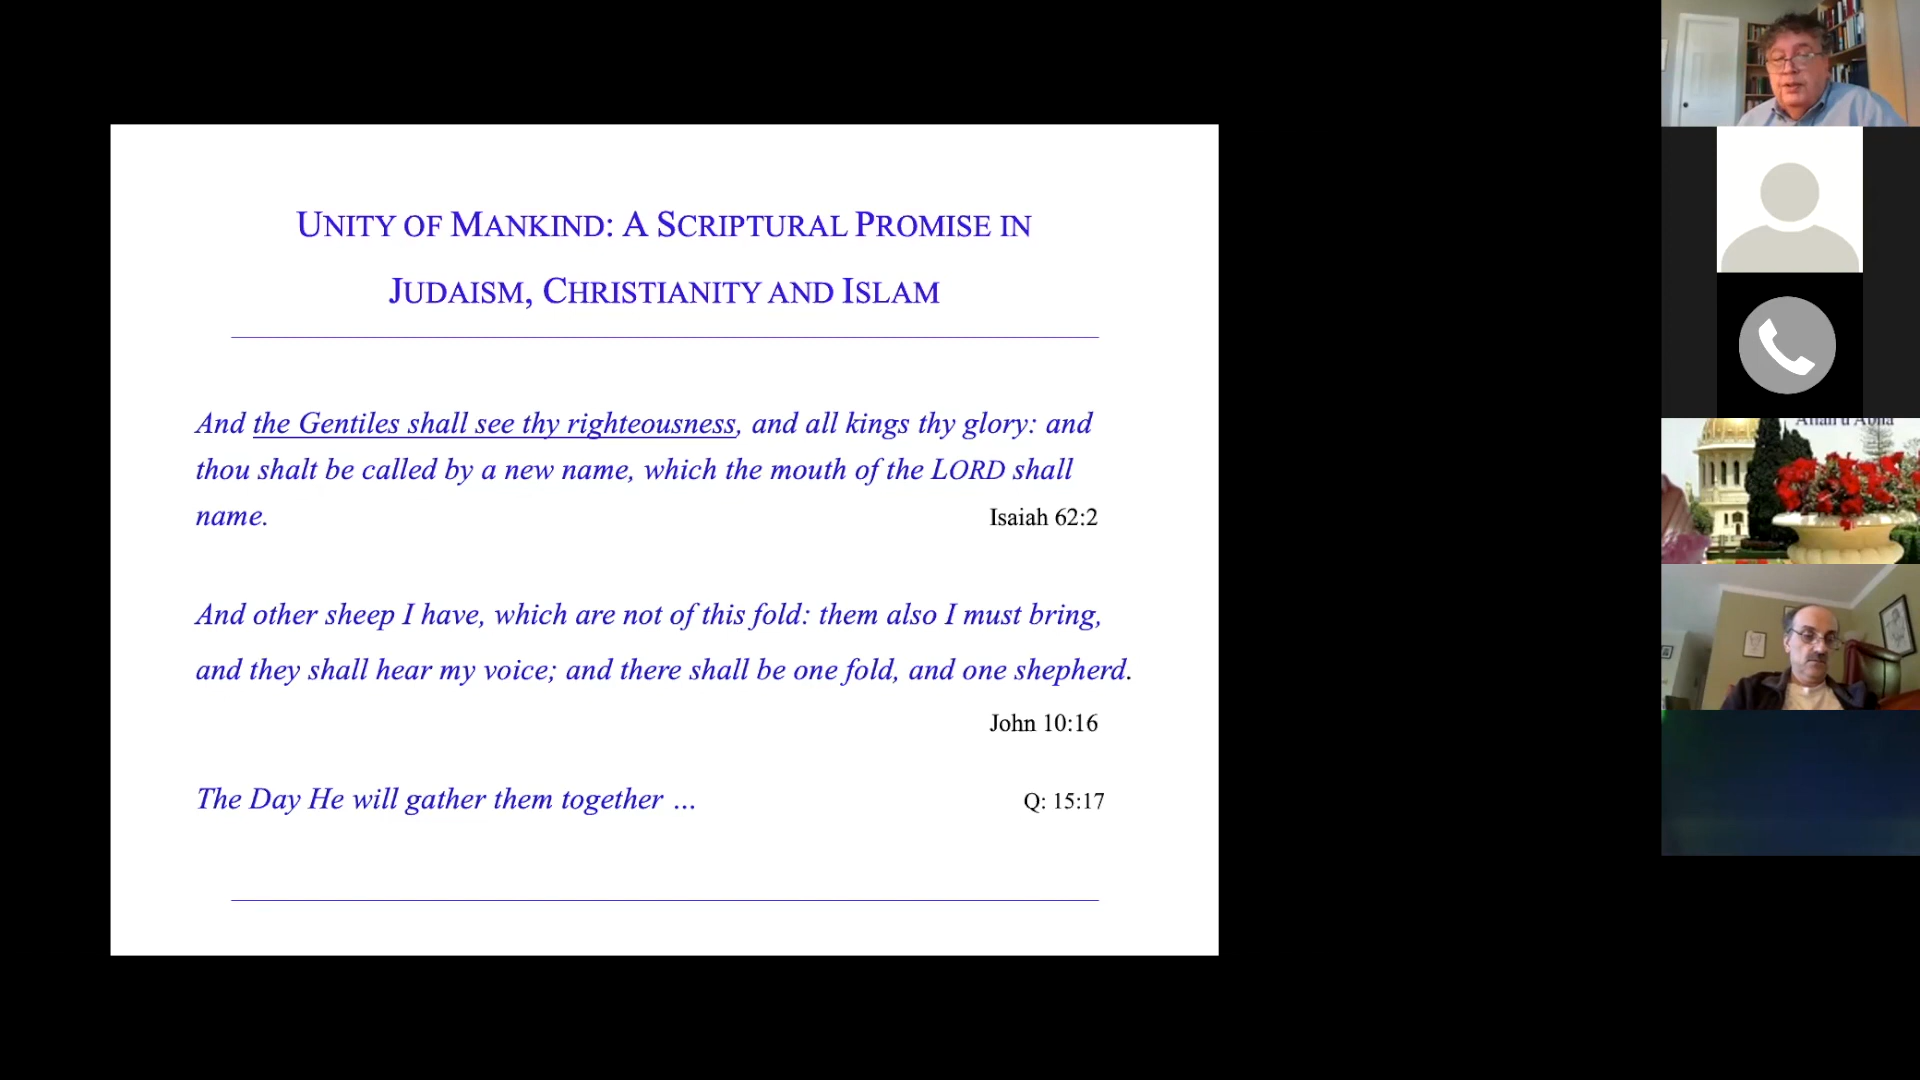 UNITY OF MANKIND: A SCRIPTURAL PROMISE IN
JUDAISM, CHRISTIANITY AND ISLAM
And the Gentiles shall see thy righteousness, and all kings thy glory: and
thou shalt be called by a new name, which the mouth of the LORD shall
name. Isaiah 62:2
And other sheep I have, which are not of this fold: them also I must bring,
and they shall hear my voice; and there shall be one fold, and one shepherd.
John 10:16
The Day He will gather them together ... Q: 15:17